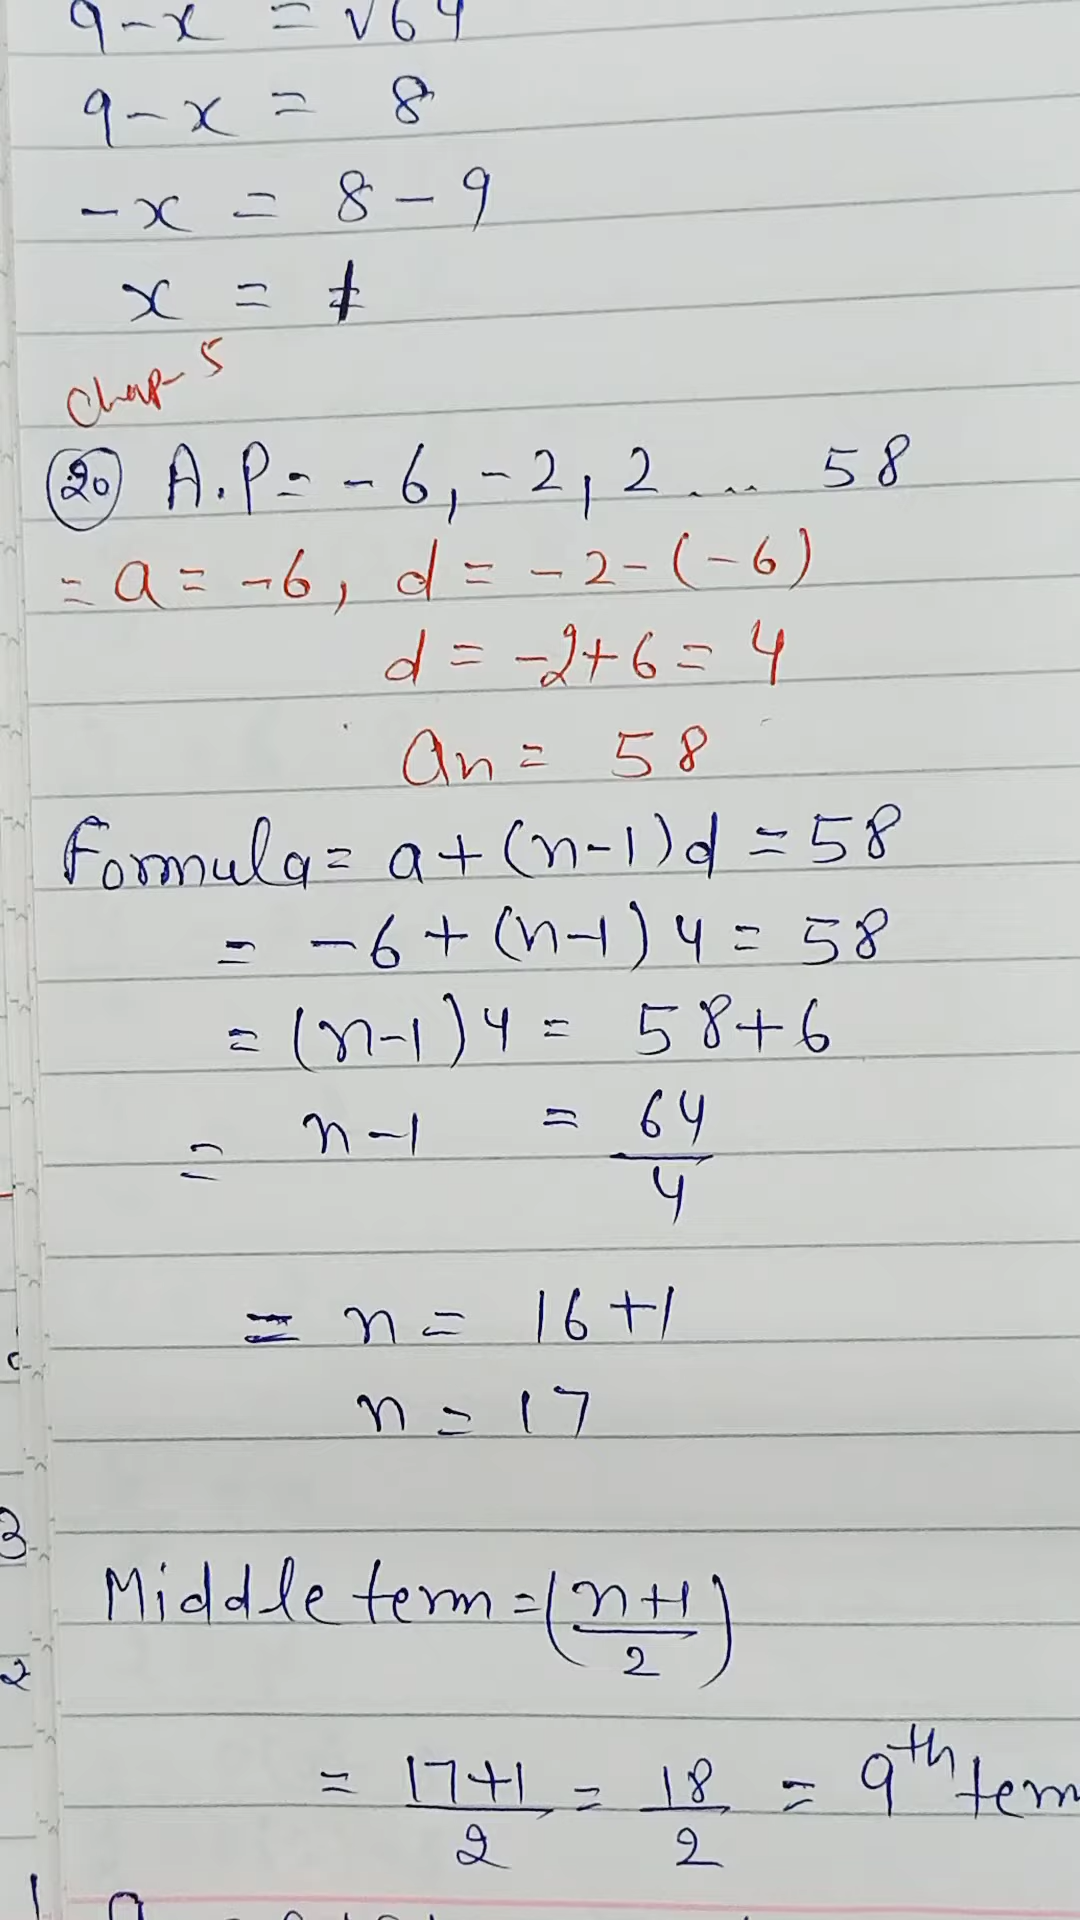 9-x = √64
9-x = 8
-x = 8-9
x = 1
Chap-5
(20) A.P = -6, -2, 2 .... 58
= a = -6, d = -2-(-6)
d = -2+6 = 4
an = 58
Formula = a+(n-1)d = 58
= -6+(n-1)4 = 58
= (n-1)4 = 58+6
= n-1 = 64/4
= n = 16+1
n = 17
Middle term = (n+1/2)
= 17+1/2 = 18/2 = 9th term